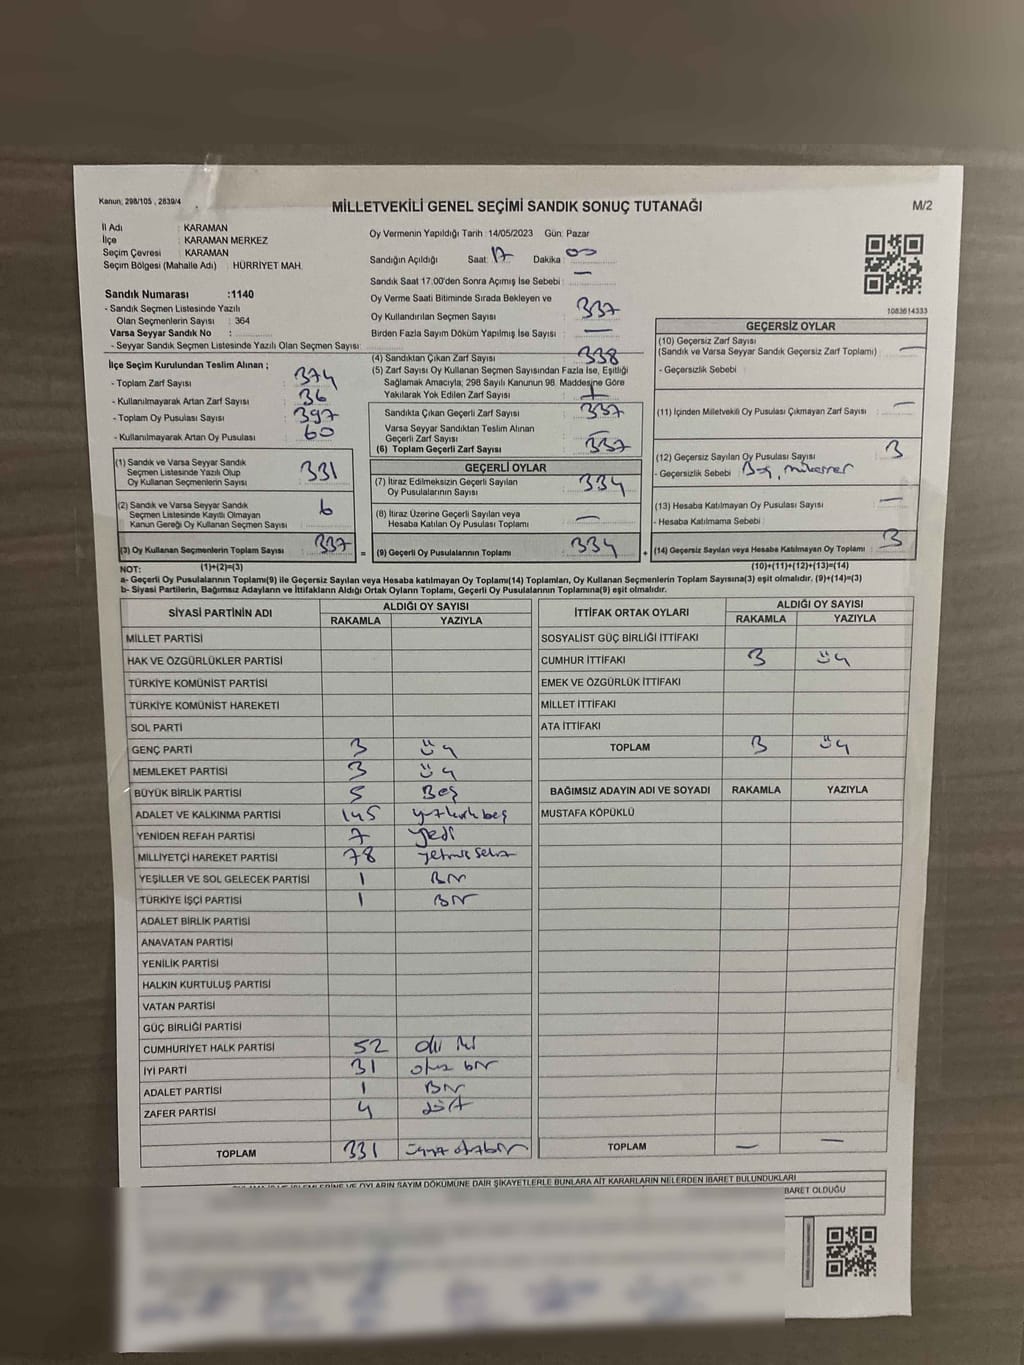 Kanun, 298/105 , 2839/4
MİLLETVEKİLİ GENEL SEÇİMİ SANDIK SONUÇ TUTANAĞI
M/2
İl Adı : KARAMAN
İlçe : KARAMAN MERKEZ
Seçim Çevresi : KARAMAN
Seçim Bölgesi (Mahalle Adı) : HÜRRİYET MAH.
Sandık Numarası :1140
- Sandık Seçmen Listesinde Yazılı
Olan Seçmenlerin Sayısı : 364
Varsa Seyyar Sandık No :
- Seyyar Sandık Seçmen Listesinde Yazılı Olan Seçmen Sayısı:
Oy Vermenin Yapıldığı Tarih :14/05/2023 Gün: Pazar
Sandığın Açıldığı Saat: 17 Dakika : 00
Sandık Saat 17:00'den Sonra Açımış İse Sebebi : —
Oy Verme Saati Bitiminde Sırada Bekleyen ve
Oy Kullandırılan Seçmen Sayısı : 337
Birden Fazla Sayım Döküm Yapılmış İse Sayısı : —
1083614333
İlçe Seçim Kurulundan Teslim Alınan ;
- Toplam Zarf Sayısı : 374
- Kullanılmayarak Artan Zarf Sayısı : 36
- Toplam Oy Pusulası Sayısı : 397
- Kullanılmayarak Artan Oy Pusulası : 60
(4) Sandıktan Çıkan Zarf Sayısı : 338
(5) Zarf Sayısı Oy Kullanan Seçmen Sayısından Fazla İse, Eşitliği
Sağlamak Amacıyla, 298 Sayılı Kanunun 98. Maddesine Göre
Yakılarak Yok Edilen Zarf Sayısı : 1
Sandıkta Çıkan Geçerli Zarf Sayısı : 337
Varsa Seyyar Sandıktan Teslim Alınan
Geçerli Zarf Sayısı : —
(6) Toplam Geçerli Zarf Sayısı : 337
GEÇERSİZ OYLAR
(10) Geçersiz Zarf Sayısı
(Sandık ve Varsa Seyyar Sandık Geçersiz Zarf Toplamı) : —
- Geçersizlik Sebebi :
(11) İçinden Milletvekili Oy Pusulası Çıkmayan Zarf Sayısı : —
(12) Geçersiz Sayılan Oy Pusulası Sayısı : 3
- Geçersizlik Sebebi : Boş, mükerrer
(13) Hesaba Katılmayan Oy Pusulası Sayısı : —
- Hesaba Katılmama Sebebi :
(14) Geçersiz Sayılan veya Hesaba Katılmayan Oy Toplamı : 3
(1) Sandık ve Varsa Seyyar Sandık
Seçmen Listesinde Yazılı Olup
Oy Kullanan Seçmenlerin Sayısı : 331
(2) Sandık ve Varsa Seyyar Sandık
Seçmen Listesinde Kayıtlı Olmayan
Kanun Gereği Oy Kullanan Seçmen Sayısı : 6
(3) Oy Kullanan Seçmenlerin Toplam Sayısı : 337 =
GEÇERLİ OYLAR
(7) İtiraz Edilmeksizin Geçerli Sayılan
Oy Pusulalarının Sayısı : 334
(8) İtiraz Üzerine Geçerli Sayılan veya
Hesaba Katılan Oy Pusulası Toplamı : —
(9) Geçerli Oy Pusulalarının Toplamı : 334 +
(1)+(2)=(3)
(10)+(11)+(12)+(13)=(14)
NOT:
a- Geçerli Oy Pusulalarının Toplamı(9) ile Geçersiz Sayılan veya Hesaba katılmayan Oy Toplamı(14) Toplamları, Oy Kullanan Seçmenlerin Toplam Sayısına(3) eşit olmalıdır. (9)+(14)=(3)
b- Siyasi Partilerin, Bağımsız Adayların ve İttifakların Aldığı Ortak Oyların Toplamı, Geçerli Oy Pusulalarının Toplamına(9) eşit olmalıdır.
SİYASİ PARTİNİN ADI ALDIĞI OY SAYISI
RAKAMLA YAZIYLA
MİLLET PARTİSİ
HAK VE ÖZGÜRLÜKLER PARTİSİ
TÜRKİYE KOMÜNİST PARTİSİ
TÜRKİYE KOMÜNİST HAREKETİ
SOL PARTİ
GENÇ PARTİ 3 üç
MEMLEKET PARTİSİ 3 üç
BÜYÜK BİRLİK PARTİSİ 5 Beş
ADALET VE KALKINMA PARTİSİ 145 yüzkırkbeş
YENİDEN REFAH PARTİSİ 7 yedi
MİLLİYETÇİ HAREKET PARTİSİ 78 yetmiş sekiz
YEŞİLLER VE SOL GELECEK PARTİSİ 1 Bir
TÜRKİYE İŞÇİ PARTİSİ 1 Bir
ADALET BİRLİK PARTİSİ
ANAVATAN PARTİSİ
YENİLİK PARTİSİ
HALKIN KURTULUŞ PARTİSİ
VATAN PARTİSİ
GÜÇ BİRLİĞİ PARTİSİ
CUMHURİYET HALK PARTİSİ 52 elli iki
İYİ PARTİ 31 otuz bir
ADALET PARTİSİ 1 Bir
ZAFER PARTİSİ 4 dört
TOPLAM 331 üçyüz otuzbir
İTTİFAK ORTAK OYLARI ALDIĞI OY SAYISI
RAKAMLA YAZIYLA
SOSYALİST GÜÇ BİRLİĞİ İTTİFAKI
CUMHUR İTTİFAKI 3 üç
EMEK VE ÖZGÜRLÜK İTTİFAKI
MİLLET İTTİFAKI
ATA İTTİFAKI
TOPLAM 3 üç
BAĞIMSIZ ADAYIN ADI VE SOYADI RAKAMLA YAZIYLA
MUSTAFA KÖPÜKLÜ
TOPLAM — —
OYLARIN SAYIM DÖKÜMÜNE DAİR ŞİKAYETLERLE BUNLARA AİT KARARLARIN NELERDEN İBARET BULUNDUKLARI
BARET OLDUĞU